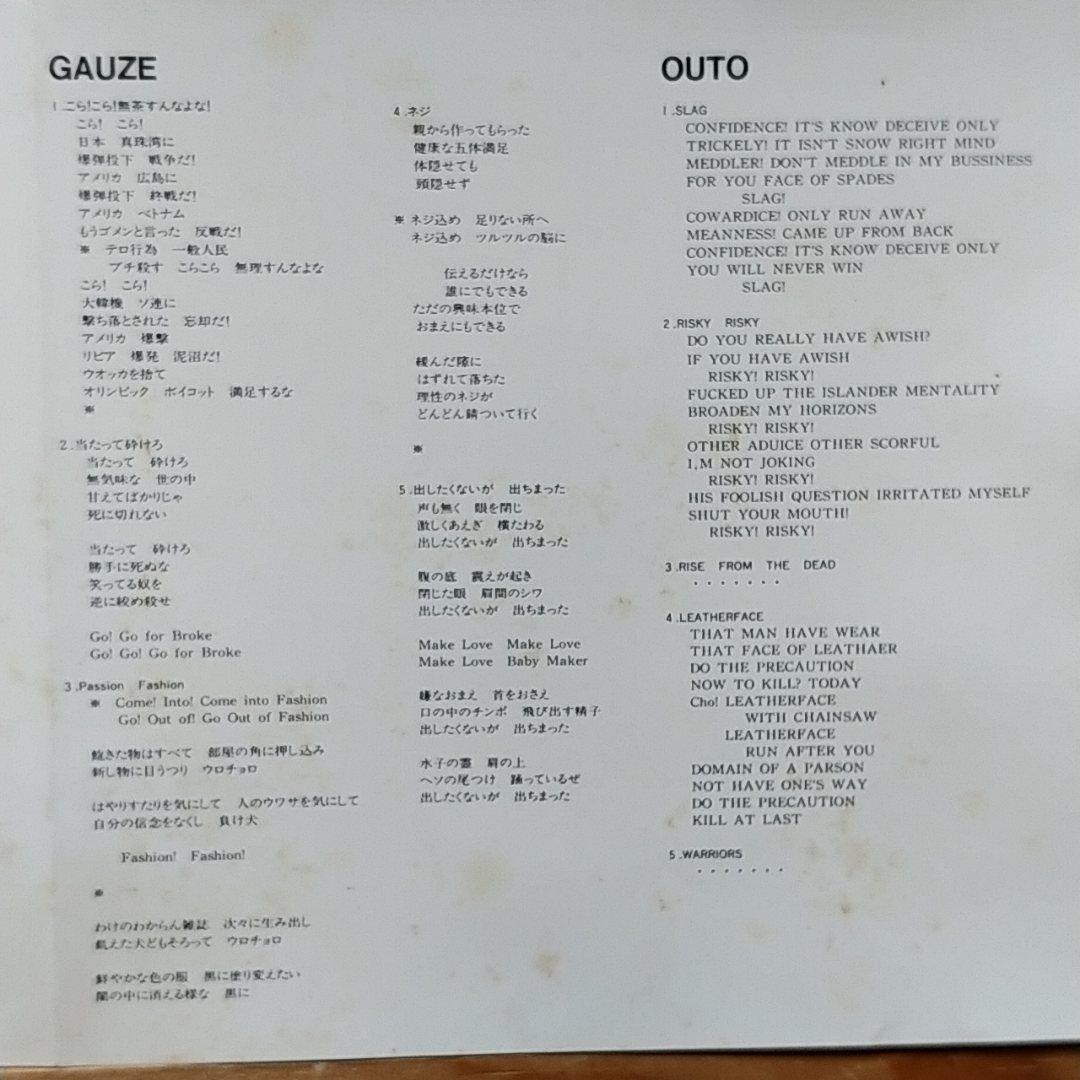 GAUZE
1.こら!こら!無茶すんなよな!
こら! こら!
日本 真珠湾に
爆弾投下 戦争だ!
アメリカ 広島に
爆弾投下 終戦だ!
アメリカ ベトナム
もうゴメンと言った 反戦だ!
※ テロ行為 一般人民
ブチ殺す こらこら 無理すんなよな
こら! こら!
大韓機 ソ連に
撃ち落とされた 忘却だ!
アメリカ 爆撃
リビア 爆発 泥沼だ!
ウオッカを捨て
オリンピック ボイコット 満足するな
※
2.当たって砕けろ
当たって 砕けろ
無気味な 世の中
甘えてばかりじゃ
死に切れない
当たって 砕けろ
勝手に死ぬな
笑ってる奴を
逆に絞め殺せ
Go! Go for Broke
Go! Go! Go for Broke
3.Passion Fashion
※ Come! Into! Come into Fashion
Go! Out of! Go Out of Fashion
飽きた物はすべて 部屋の角に押し込み
新し物に目うつり ウロチョロ
はやりすたりを気にして 人のウワサを気にして
自分の信念をなくし 負け犬
Fashion! Fashion!
※
わけのわからん雑誌 次々に生み出し
飢えた犬どもそろって ウロチョロ
鮮やかな色の服 黒に塗り変えたい
闇の中に消える様な 黒に
4.ネジ
親から作ってもらった
健康な五体満足
体隠せても
頭隠せず
※ ネジ込め 足りない所へ
ネジ込め ツルツルの脳に
伝えるだけなら
誰にでもできる
ただの興味本位で
おまえにもできる
緩んだ隙に
はずれて落ちた
理性のネジが
どんどん錆ついて行く
※
5.出したくないが 出ちまった
声も無く 眼を閉じ
激しくあえぎ 横たわる
出したくないが 出ちまった
腹の底 震えが起き
閉じた眼 眉間のシワ
出したくないが 出ちまった
Make Love Make Love
Make Love Baby Maker
嫌なおまえ 首をおさえ
口の中のチンポ 飛び出す精子
出したくないが 出ちまった
水子の霊 肩の上
ヘソの尾つけ 踊っているぜ
出したくないが 出ちまった
OUTO
1.SLAG
CONFIDENCE! IT'S KNOW DECEIVE ONLY
TRICKELY! IT ISN'T SNOW RIGHT MIND
MEDDLER! DON'T MEDDLE IN MY BUSSINESS
FOR YOU FACE OF SPADES
SLAG!
COWARDICE! ONLY RUN AWAY
MEANNESS! CAME UP FROM BACK
CONFIDENCE! IT'S KNOW DECEIVE ONLY
YOU WILL NEVER WIN
SLAG!
2.RISKY RISKY
DO YOU REALLY HAVE AWISH?
IF YOU HAVE AWISH
RISKY! RISKY!
FUCKED UP THE ISLANDER MENTALITY
BROADEN MY HORIZONS
RISKY! RISKY!
OTHER ADUICE OTHER SCORFUL
I,M NOT JOKING
RISKY! RISKY!
HIS FOOLISH QUESTION IRRITATED MYSELF
SHUT YOUR MOUTH!
RISKY! RISKY!
3.RISE FROM THE DEAD
・・・・・・・
4.LEATHERFACE
THAT MAN HAVE WEAR
THAT FACE OF LEATHAER
DO THE PRECAUTION
NOW TO KILL? TODAY
Cho! LEATHERFACE
WITH CHAINSAW
LEATHERFACE
RUN AFTER YOU
DOMAIN OF A PARSON
NOT HAVE ONE'S WAY
DO THE PRECAUTION
KILL AT LAST
5.WARRIORS
・・・・・・・